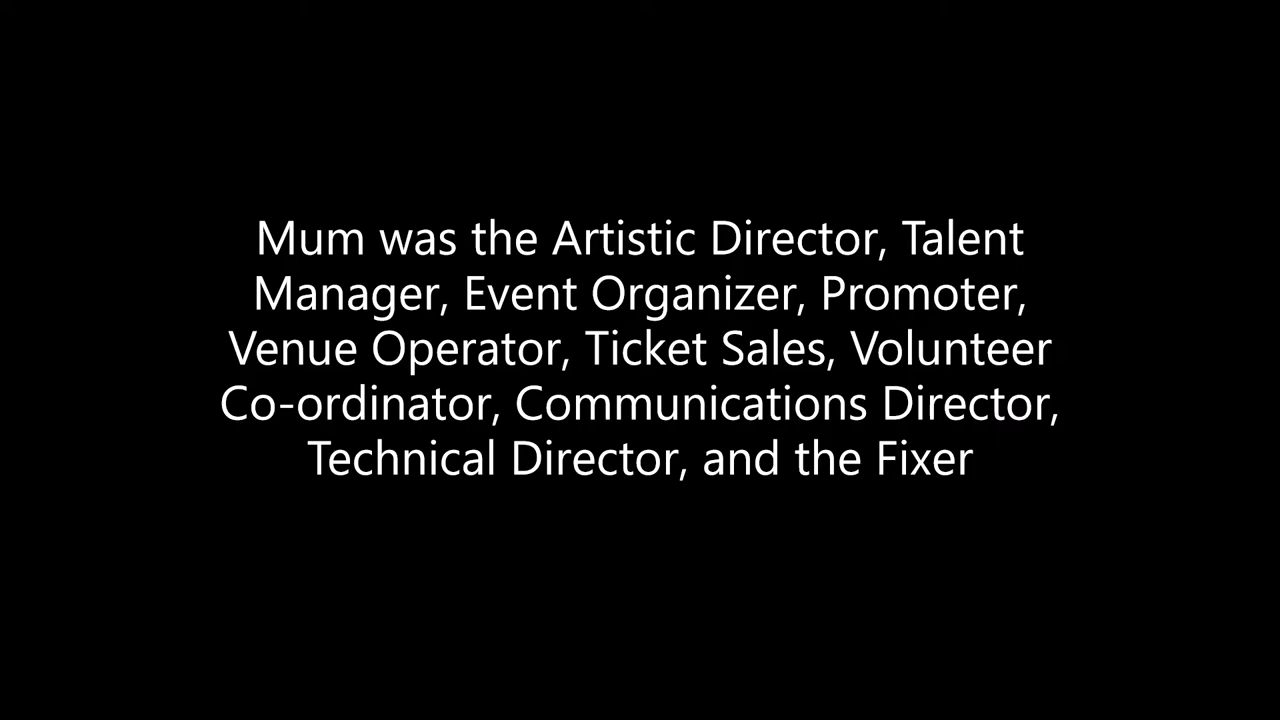 Mum was the Artistic Director, Talent
Manager, Event Organizer, Promoter,
Venue Operator, Ticket Sales, Volunteer
Co-ordinator, Communications Director,
Technical Director, and the Fixer